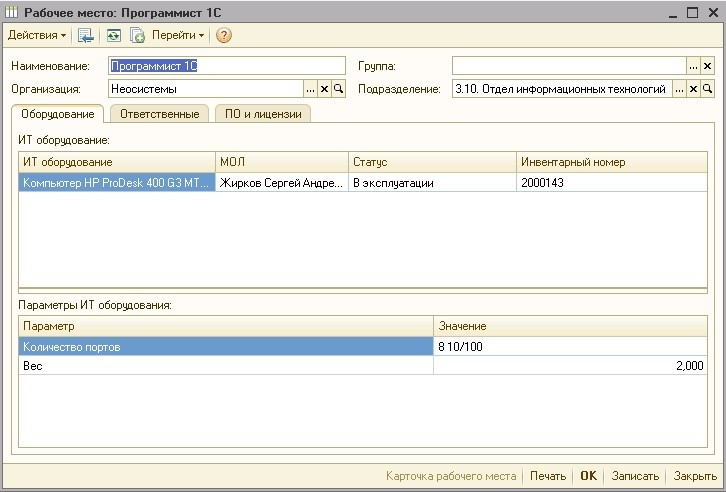 Рабочее место: Программист 1С
Действия Перейти
Наименование: Программист 1С Группа:
Организация: Неосистемы ... Подразделение: 3.10. Отдел информационных технологий ...
Оборудование Ответственные ПО и лицензии
ИТ оборудование:
ИТ оборудование МОЛ Статус Инвентарный номер
Компьютер HP ProDesk 400 G3 MT... Жирков Сергей Андре... В эксплуатации 2000143
Параметры ИТ оборудования:
Параметр Значение
Количество портов 8 10/100
Вес 2,000
Карточка рабочего места Печать OK Записать Закрыть